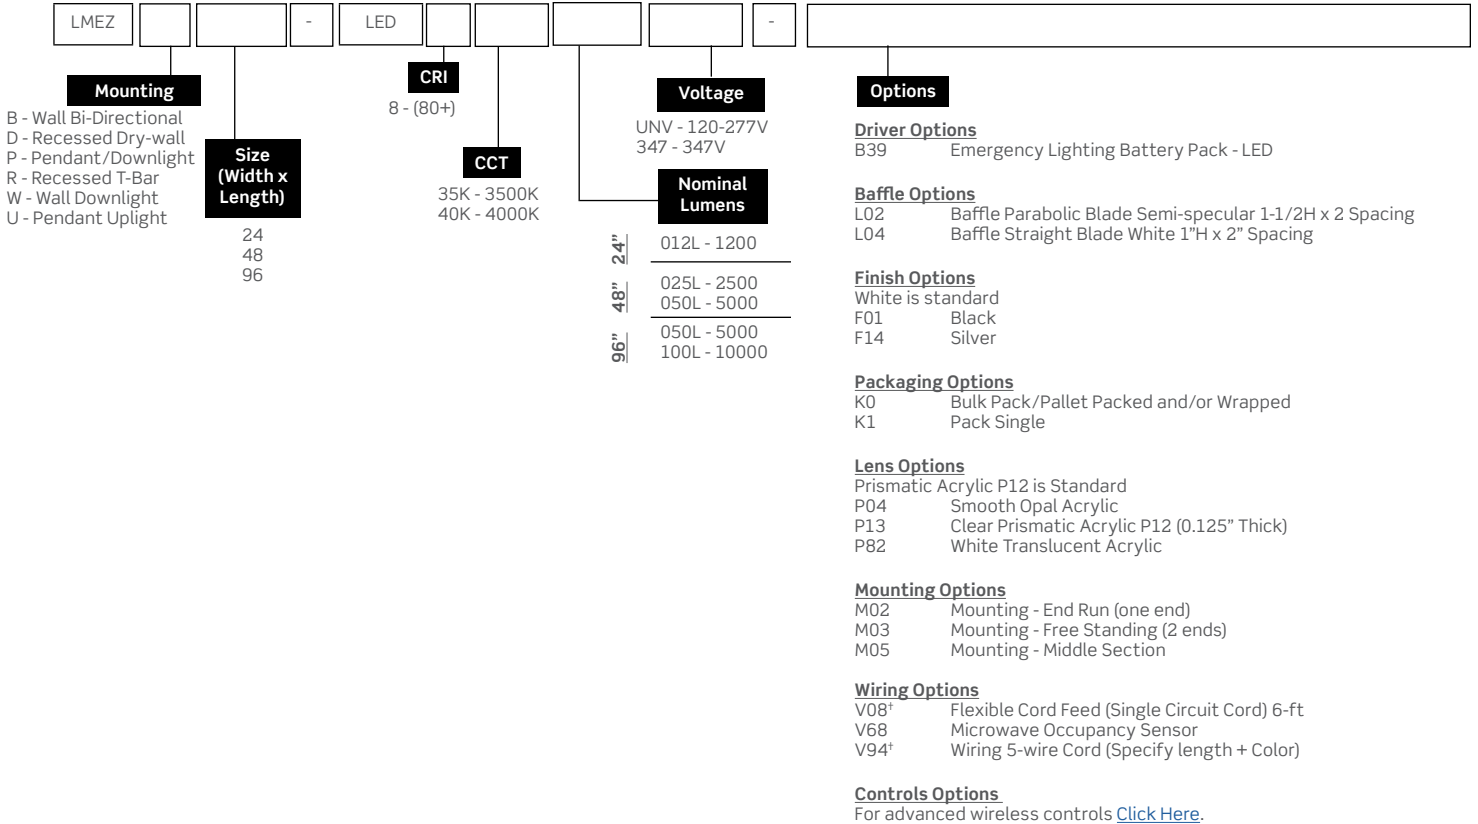 LMEZ - LED -
Mounting
B - Wall Bi-Directional
D - Recessed Dry-wall
P - Pendant/Downlight
R - Recessed T-Bar
W - Wall Downlight
U - Pendant Uplight
Size
(Width x
Length)
24
48
96
CRI
8 - (80+)
CCT
35K - 3500K
40K - 4000K
Voltage
UNV - 120-277V
347 - 347V
Nominal
Lumens
24”
012L - 1200
48”
025L - 2500
050L - 5000
96”
050L - 5000
100L - 10000
Options
Driver Options
B39 Emergency Lighting Battery Pack - LED
Baffle Options
L02 Baffle Parabolic Blade Semi-specular 1-1/2H x 2 Spacing
L04 Baffle Straight Blade White 1”H x 2” Spacing
Finish Options
White is standard
F01 Black
F14 Silver
Packaging Options
K0 Bulk Pack/Pallet Packed and/or Wrapped
K1 Pack Single
Lens Options
Prismatic Acrylic P12 is Standard
P04 Smooth Opal Acrylic
P13 Clear Prismatic Acrylic P12 (0.125” Thick)
P82 White Translucent Acrylic
Mounting Options
M02 Mounting - End Run (one end)
M03 Mounting - Free Standing (2 ends)
M05 Mounting - Middle Section
Wiring Options
V08† Flexible Cord Feed (Single Circuit Cord) 6-ft
V68 Microwave Occupancy Sensor
V94† Wiring 5-wire Cord (Specify length + Color)
Controls Options
For advanced wireless controls Click Here.